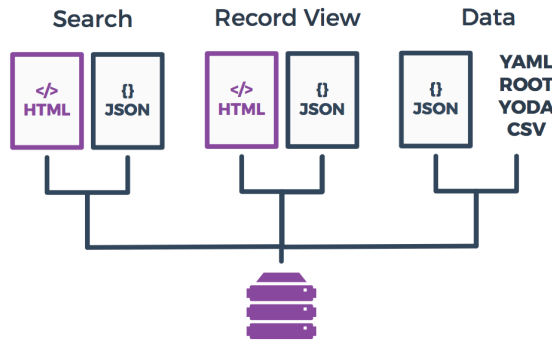 Search
Record View
Data
</>
HTML
{}
JSON
</>
HTML
{}
JSON
{}
JSON
YAML
ROOT
YODA
CSV